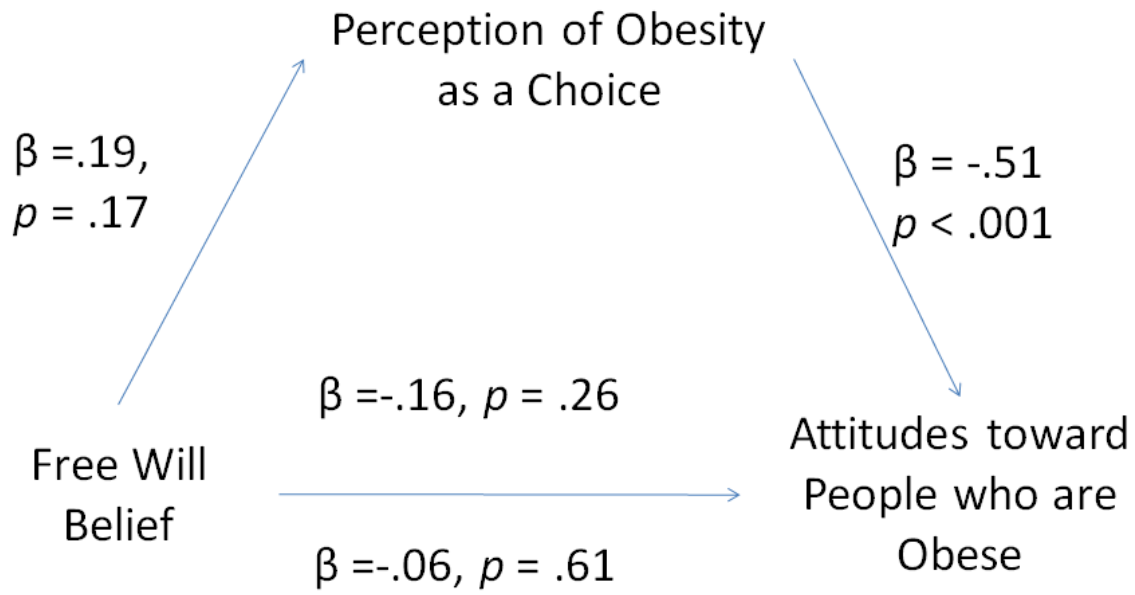 Perception of Obesity
as a Choice
β =.19,
p = .17
β = -.51
p < .001
β =-.16, p = .26
Free Will
Belief
Attitudes toward
People who are
Obese
β =-.06, p = .61